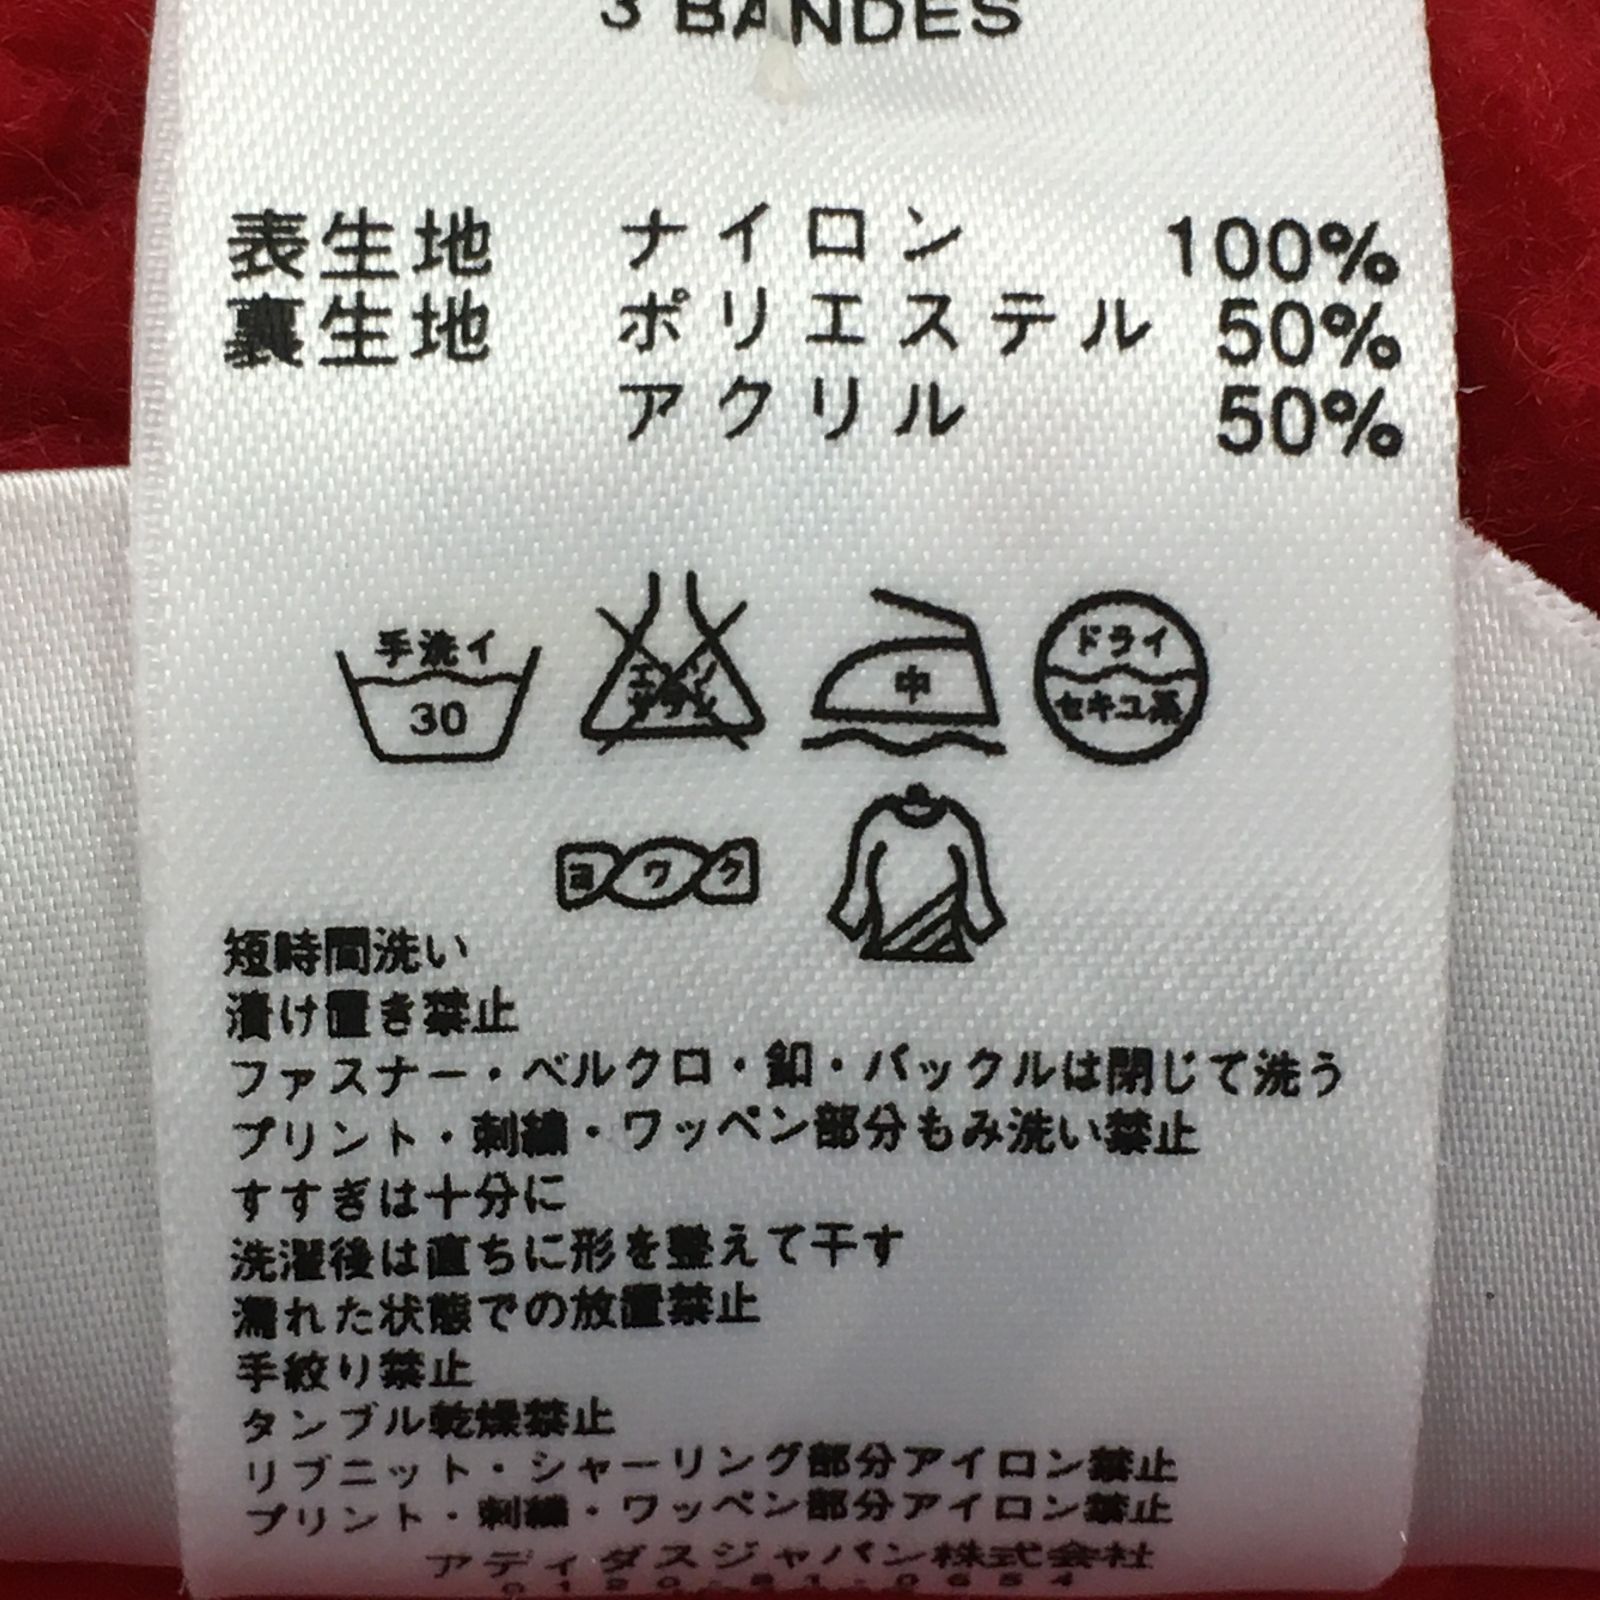 3 BANDES
表生地 ナイロン 100%
裏生地 ポリエステル 50%
アクリル 50%
手洗イ
30
エンソ
サラシ
中
ドライ
セキユ系
ヨワク
短時間洗い
漬け置き禁止
ファスナー・ベルクロ・釦・バックルは閉じて洗う
プリント・刺繍・ワッペン部分もみ洗い禁止
すすぎは十分に
洗濯後は直ちに形を整えて干す
濡れた状態での放置禁止
手絞り禁止
タンブル乾燥禁止
リブニット・シャーリング部分アイロン禁止
プリント・刺繍・ワッペン部分アイロン禁止
アディダスジャパン株式会社